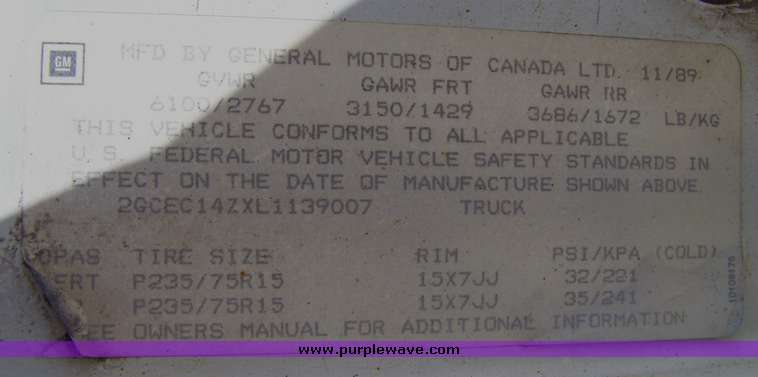 GM
MFD BY GENERAL MOTORS OF CANADA LTD. 11/89
GVWR GAWR FRT GAWR RR
6100/2767 3150/1429 3686/1672 LB/KG
THIS VEHICLE CONFORMS TO ALL APPLICABLE
U.S. FEDERAL MOTOR VEHICLE SAFETY STANDARDS IN
EFFECT ON THE DATE OF MANUFACTURE SHOWN ABOVE
2GCEC14ZXL1139007 TRUCK
TIRE SIZE RIM PSI/KPA (COLD)
FRT P235/75R15 15X7JJ 32/221
P235/75R15 15X7JJ 35/241
SEE OWNERS MANUAL FOR ADDITIONAL INFORMATION
www.purplewave.com